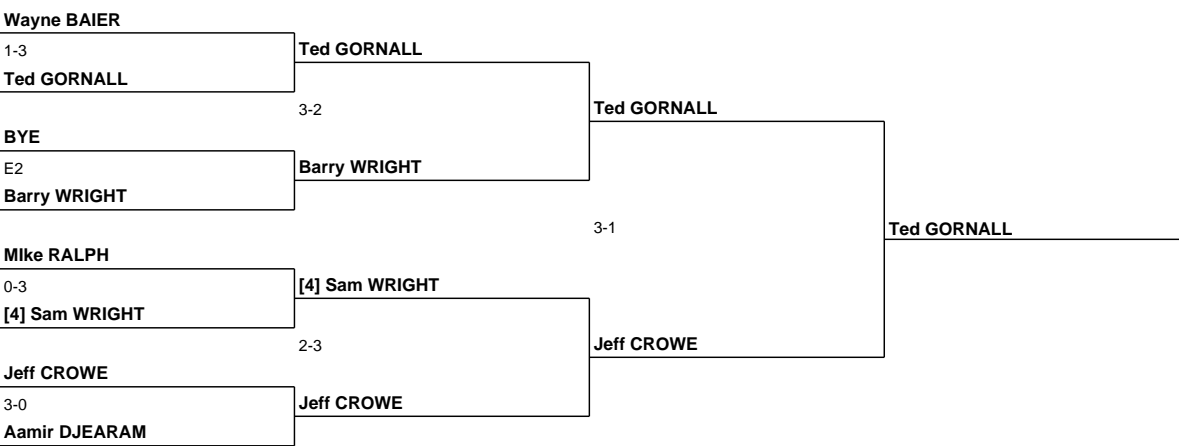 Wayne BAIER
1-3
Ted GORNALL
Ted GORNALL
3-2
Ted GORNALL
BYE
E2
Barry WRIGHT
Barry WRIGHT
3-1
Ted GORNALL
MIke RALPH
0-3
[4] Sam WRIGHT
[4] Sam WRIGHT
2-3
Jeff CROWE
Jeff CROWE
3-0
Jeff CROWE
Aamir DJEARAM